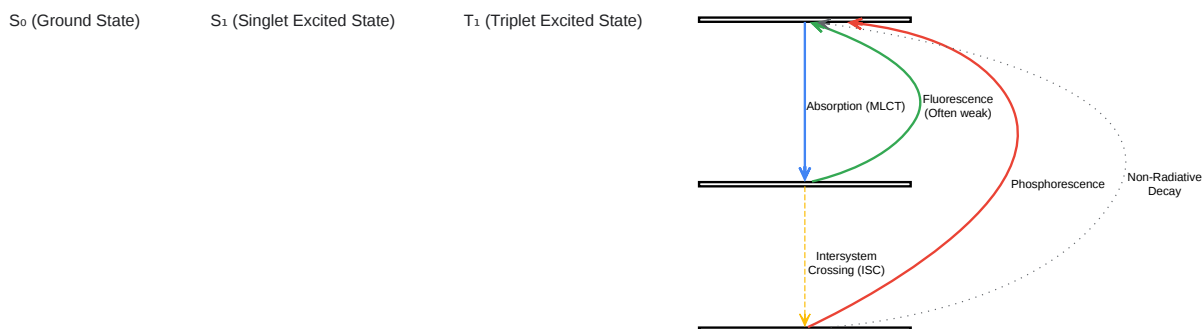 S₀ (Ground State)
S₁ (Singlet Excited State)
T₁ (Triplet Excited State)
Absorption (MLCT)
Fluorescence
(Often weak)
Phosphorescence
Non-Radiative
Decay
Intersystem
Crossing (ISC)